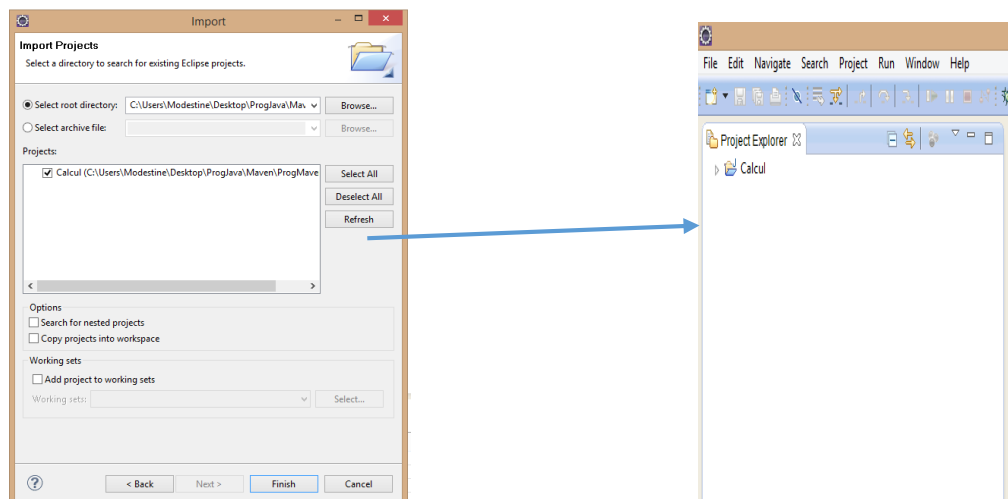 Import
Import Projects
Select a directory to search for existing Eclipse projects.
Select root directory: C:\Users\Modestine\Desktop\ProgJava\Mav Browse...
Select archive file: Browse...
Projects:
Calcul (C:\Users\Modestine\Desktop\ProgJava\Maven\ProgMave
Select All
Deselect All
Refresh
Options
Search for nested projects
Copy projects into workspace
Working sets
Add project to working sets
Working sets: Select...
< Back Next > Finish Cancel
File Edit Navigate Search Project Run Window Help
Project Explorer
Calcul